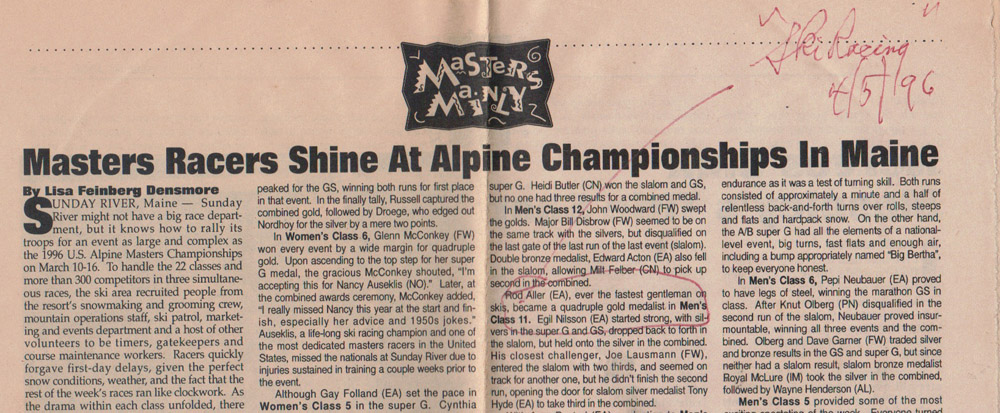 "Ski Racing"
4/5/96
MASTERS
MAINLY
Masters Racers Shine At Alpine Championships In Maine
By Lisa Feinberg Densmore
SUNDAY RIVER, Maine — Sunday
River might not have a big race depart-
ment, but it knows how to rally its
troops for an event as large and complex as
the 1996 U.S. Alpine Masters Championships
on March 10-16. To handle the 22 classes and
more than 300 competitors in three simultane-
ous races, the ski area recruited people from
the resort's snowmaking and grooming crew,
mountain operations staff, ski patrol, market-
ing and events department and a host of other
volunteers to be timers, gatekeepers and
course maintenance workers. Racers quickly
forgave first-day delays, given the perfect
snow conditions, weather, and the fact that the
rest of the week's races ran like clockwork. As
the drama within each class unfolded, there
peaked for the GS, winning both runs for first place
in that event. In the finally tally, Russell captured the
combined gold, followed by Droege, who edged out
Nordhoy for the silver by a mere two points.
In Women's Class 6, Glenn McConkey (FW)
won every event by a wide margin for quadruple
gold. Upon ascending to the top step for her super
G medal, the gracious McConkey shouted, "I'm
accepting this for Nancy Auseklis (NO)." Later, at
the combined awards ceremony, McConkey added,
"I really missed Nancy this year at the start and fin-
ish, especially her advice and 1950s jokes."
Auseklis, a life-long ski racing champion and one of
the most dedicated masters racers in the United
States, missed the nationals at Sunday River due to
injuries sustained in training a couple weeks prior to
the event.
Although Gay Folland (EA) set the pace in
Women's Class 5 in the super G. Cynthia
super G. Heidi Butler (CN) won the slalom and GS,
but no one had three results for a combined medal.
In Men's Class 12, John Woodward (FW) swept
the golds. Major Bill Disbrow (FW) seemed to be on
the same track with the silvers, but disqualified on
the last gate of the last run of the last event (slalom).
Double bronze medalist, Edward Acton (EA) also fell
in the slalom, allowing Milt Felber (CN) to pick up
second in the combined.
Rod Aller (EA), ever the fastest gentleman on
skis, became a quadruple gold medalist in Men's
Class 11. Egil Nilsson (EA) started strong, with sil-
vers in the super G and GS, dropped back to forth in
the slalom, but held onto the silver in the combined.
His closest challenger, Joe Lausmann (FW),
entered the slalom with two thirds, and seemed on
track for another one, but he didn't finish the second
run, opening the door for slalom silver medalist Tony
Hyde (EA) to take third in the combined.
endurance as it was a test of turning skill. Both runs
consisted of approximately a minute and a half of
relentless back-and-forth turns over rolls, steeps
and flats and hardpack snow. On the other hand,
the A/B super G had all the elements of a national-
level event, big turns, fast flats and enough air,
including a bump appropriately named "Big Bertha",
to keep everyone honest.
In Men's Class 6, Pepi Neubauer (EA) proved
to have legs of steel, winning the marathon GS in
class. After Knut Olberg (PN) disqualified in the
second run of the slalom, Neubauer proved insur-
mountable, winning all three events and the com-
bined. Olberg and Dave Garner (FW) traded silver
and bronze results in the GS and super G, but since
neither had a slalom result, slalom bronze medalist
Royal McLure (IM) took the silver in the combined,
followed by Wayne Henderson (AL).
Men's Class 5 provided some of the most